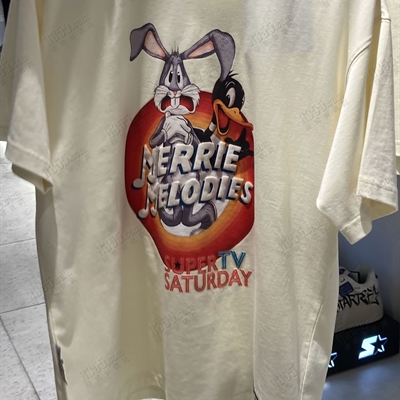 MERRIE
MELODIES
SUPER TV
SATURDAY